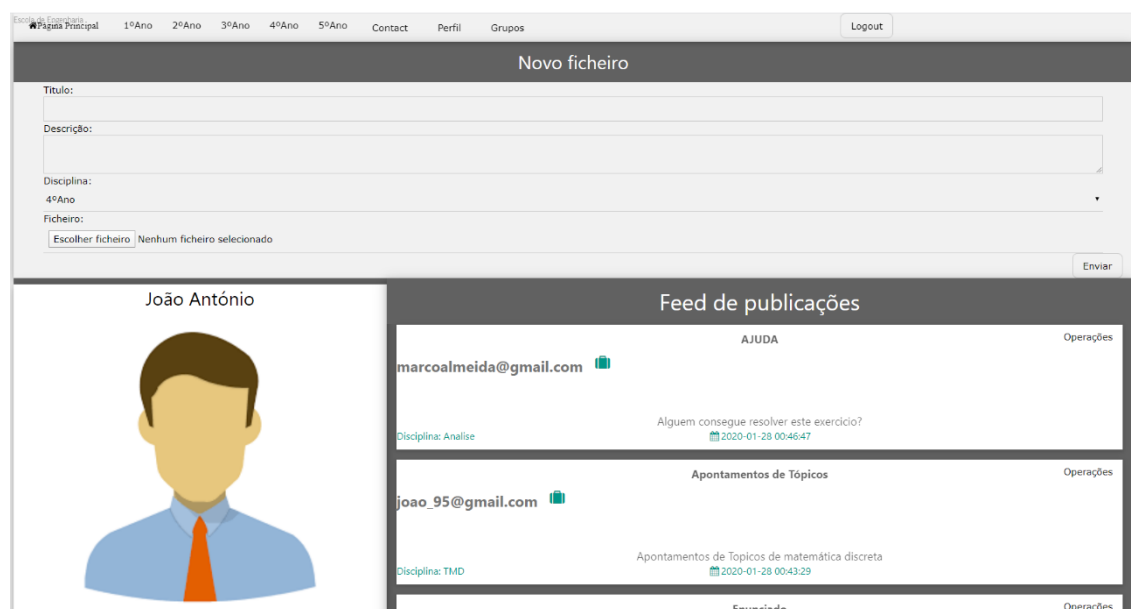 Escola de Engenharia
Página Principal 1ºAno 2ºAno 3ºAno 4ºAno 5ºAno Contact Perfil Grupos Logout
Novo ficheiro
Titulo:
Descrição:
Disciplina:
4ºAno
Ficheiro:
Escolher ficheiro Nenhum ficheiro selecionado
Enviar
João António
Feed de publicações
AJUDA Operações
marcoalmeida@gmail.com
Alguem consegue resolver este exercício?
Disciplina: Analise 2020-01-28 00:46:47
Apontamentos de Tópicos Operações
joao_95@gmail.com
Apontamentos de Topicos de matemática discreta
Disciplina: TMD 2020-01-28 00:43:29
Enunciado Operações